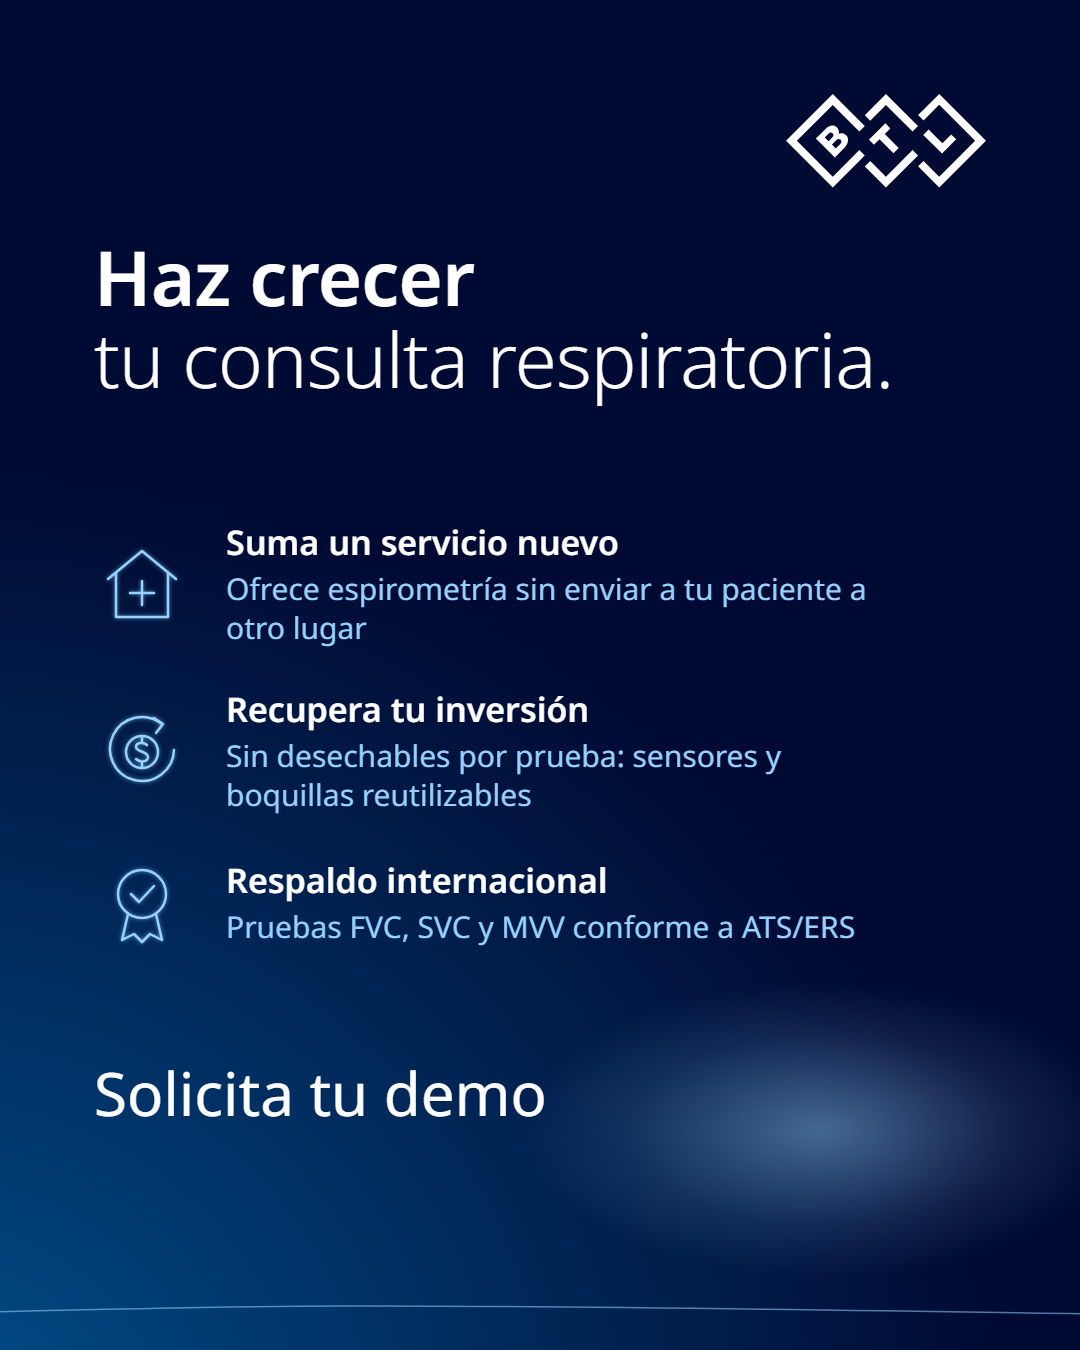 BTL
Haz crecer
tu consulta respiratoria.
Suma un servicio nuevo
Ofrece espirometría sin enviar a tu paciente a
otro lugar
$
Recupera tu inversión
Sin desechables por prueba: sensores y
boquillas reutilizables
Respaldo internacional
Pruebas FVC, SVC y MVV conforme a ATS/ERS
Solicita tu demo